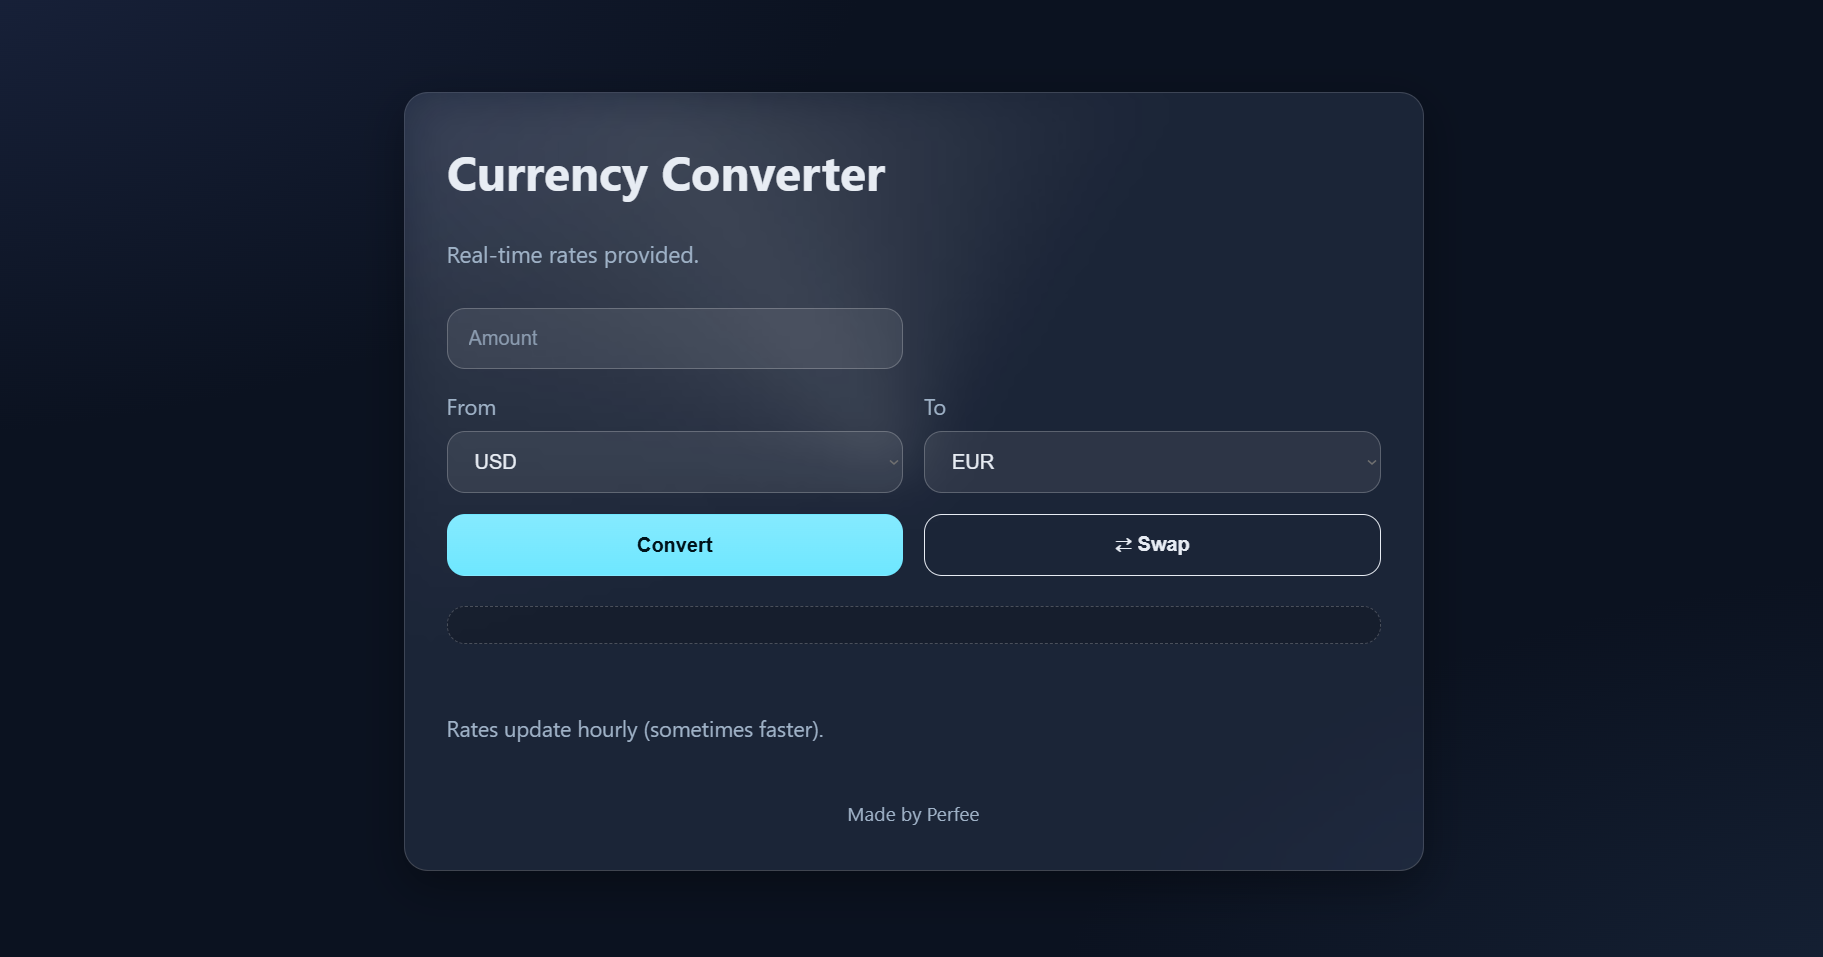 Currency Converter
Real-time rates provided.
Amount
From
To
USD
EUR
Convert
⇄ Swap
Rates update hourly (sometimes faster).
Made by Perfee